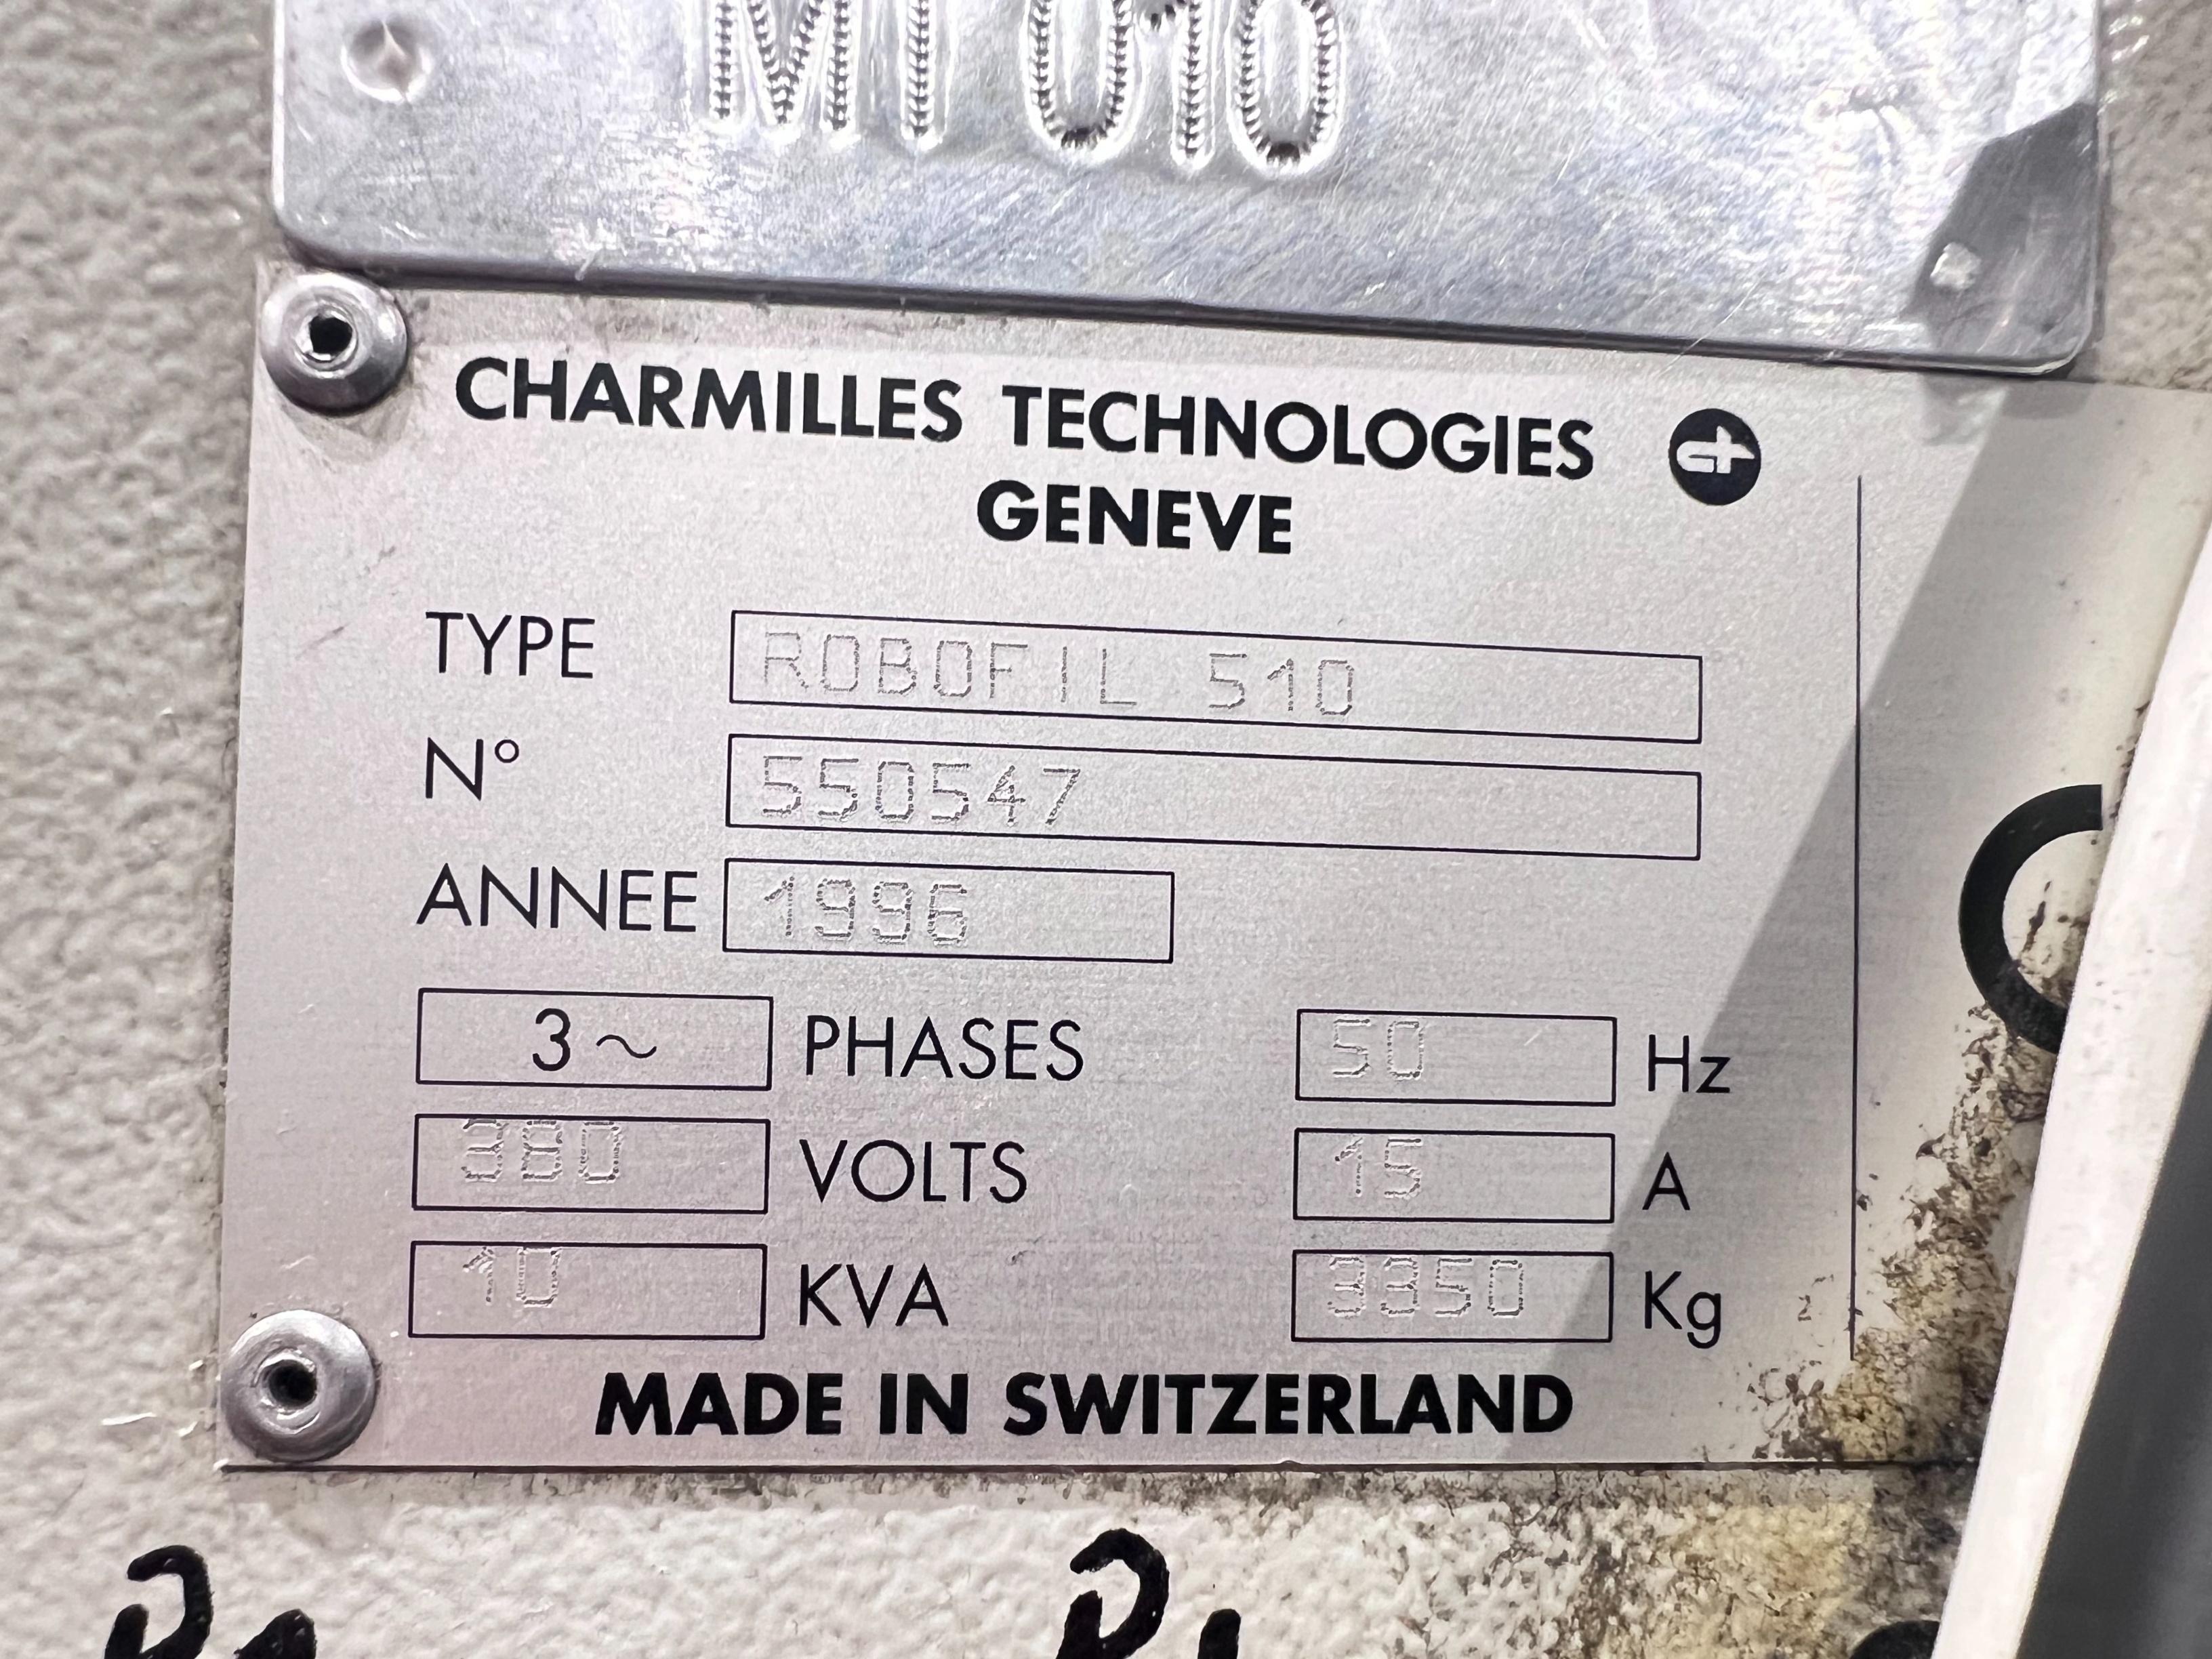 CHARMILLES TECHNOLOGIES
GENEVE
TYPE ROBOFIL 510
N° 550547
ANNEE 1996
3~ PHASES 50 Hz
380 VOLTS 15 A
10 KVA 3350 Kg
MADE IN SWITZERLAND